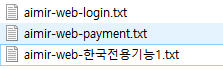 aimir-web-login.txt
aimir-web-payment.txt
aimir-web-한국전용기능1.txt